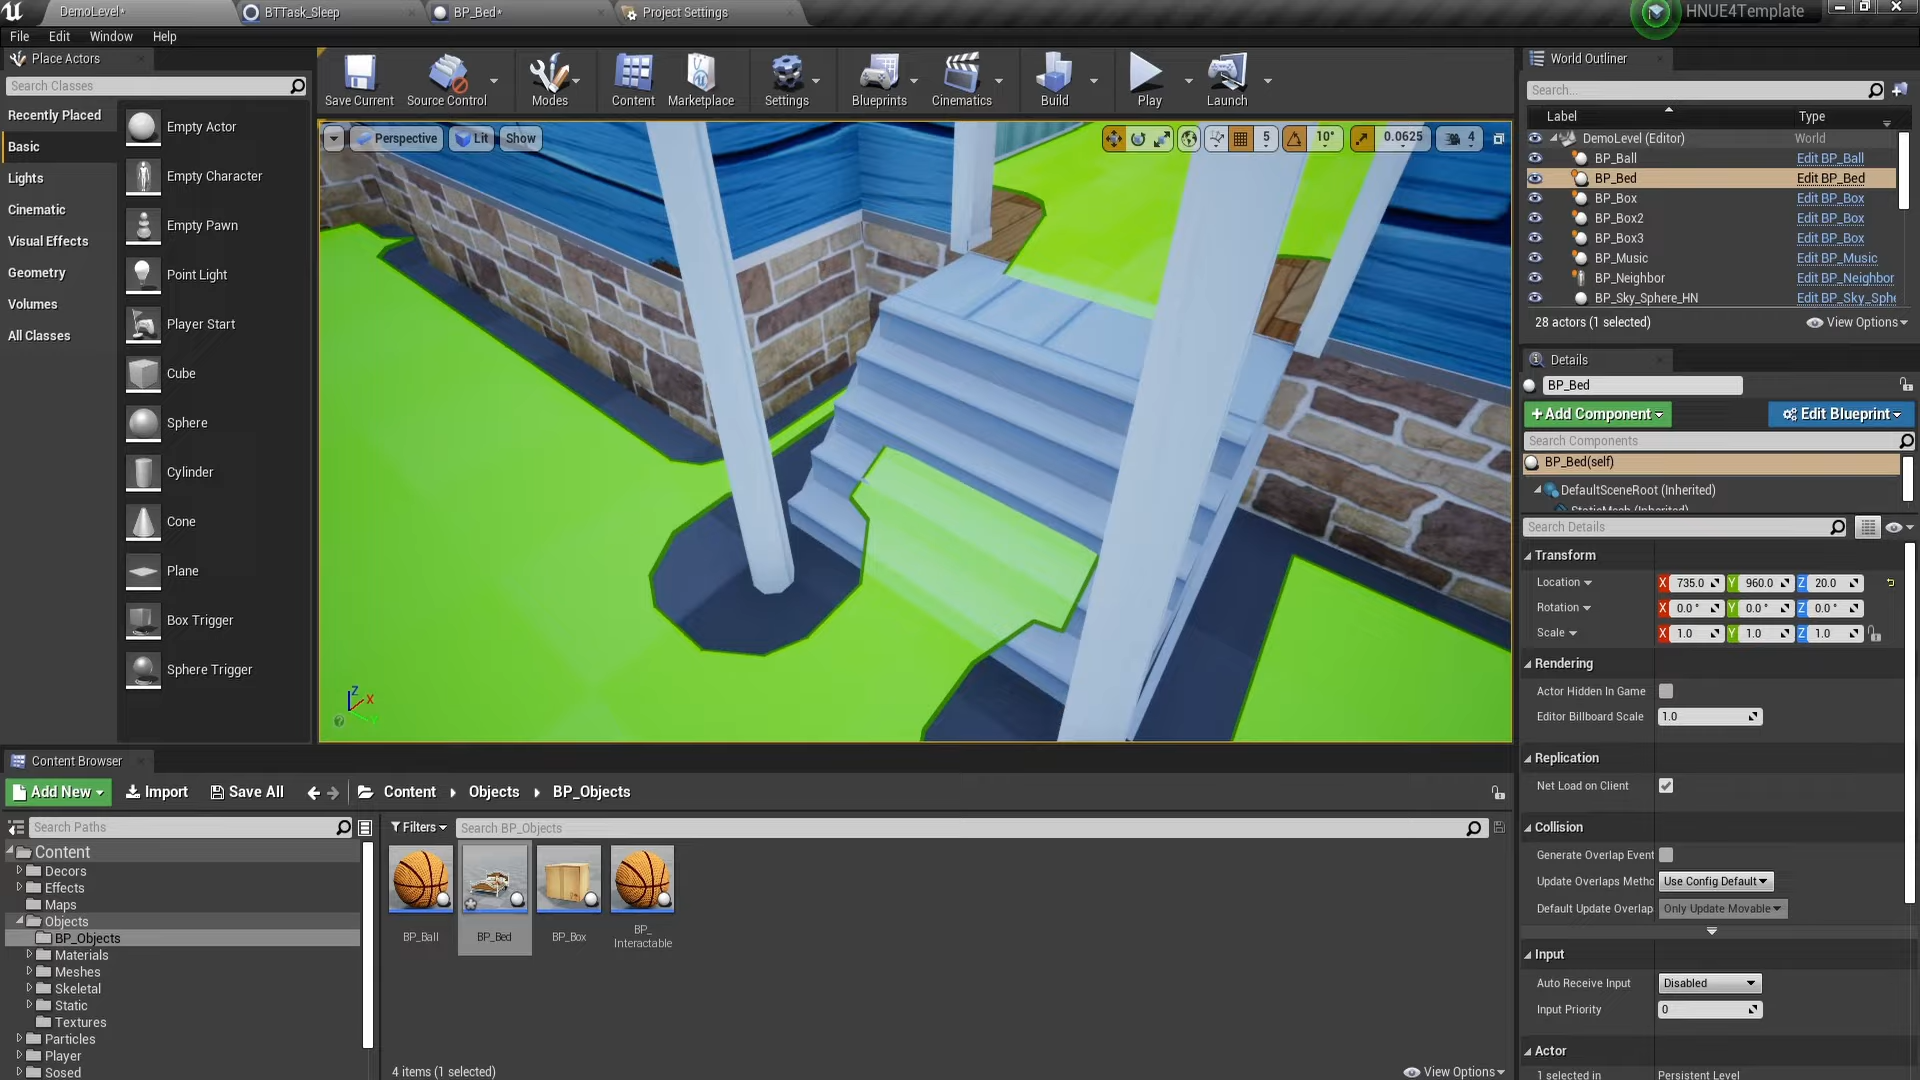 DemoLevel*
BTTask_Sleep
BP_Bed*
Project Settings
HNUE4Template
File Edit Window Help
Place Actors
Search Classes
Recently Placed
Basic
Lights
Cinematic
Visual Effects
Geometry
Volumes
All Classes
Empty Actor
Empty Character
Empty Pawn
Point Light
Player Start
Cube
Sphere
Cylinder
Cone
Plane
Box Trigger
Sphere Trigger
Save Current
Source Control
Modes
Content
Marketplace
Settings
Blueprints
Cinematics
Build
Play
Launch
Perspective
Lit
Show
5
10°
0.0625
4
Z
X
Y
World Outliner
Search...
Label Type
DemoLevel (Editor) World
BP_Ball Edit BP_Ball
BP_Bed Edit BP_Bed
BP_Box Edit BP_Box
BP_Box2 Edit BP_Box
BP_Box3 Edit BP_Box
BP_Music Edit BP_Music
BP_Neighbor Edit BP_Neighbor
BP_Sky_Sphere_HN Edit BP_Sky_Sphe
28 actors (1 selected) View Options
Details
BP_Bed
+Add Component Edit Blueprint
Search Components
BP_Bed(self)
DefaultSceneRoot (Inherited)
StaticMesh (Inherited)
Search Details
Transform
Location X 735.0 Y 960.0 Z 20.0
Rotation X 0.0° Y 0.0° Z 0.0°
Scale X 1.0 Y 1.0 Z 1.0
Rendering
Actor Hidden In Game
Editor Billboard Scale 1.0
Replication
Net Load on Client
Collision
Generate Overlap Event
Update Overlaps Metho Use Config Default
Default Update Overlap Only Update Movable
Input
Auto Receive Input Disabled
Input Priority 0
Actor
1 selected in Persistent Level
Content Browser
Add New Import Save All Content Objects BP_Objects
Search Paths
Content
Decors
Effects
Maps
Objects
BP_Objects
Materials
Meshes
Skeletal
Static
Textures
Particles
Player
Sosed
Filters Search BP_Objects
BP_Ball
BP_Bed
BP_Box
BP_
Interactable
4 items (1 selected) View Options